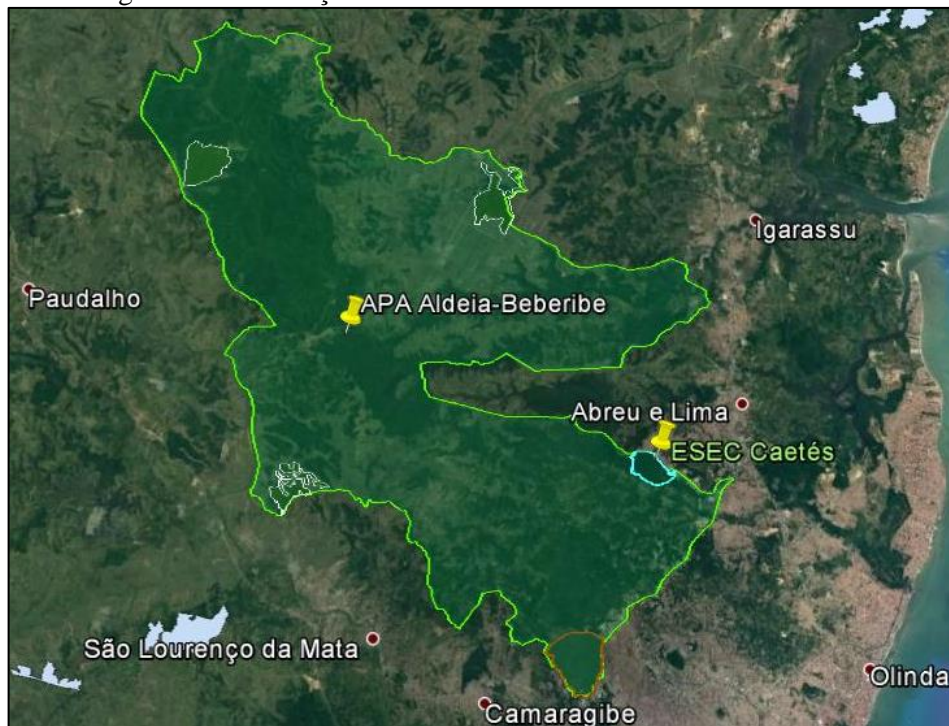 Igarassu
Paudalho
APA Aldeia-Beberibe
Abreu e Lima
ESEC Caetés
São Lourenço da Mata
Olinda
Camaragibe